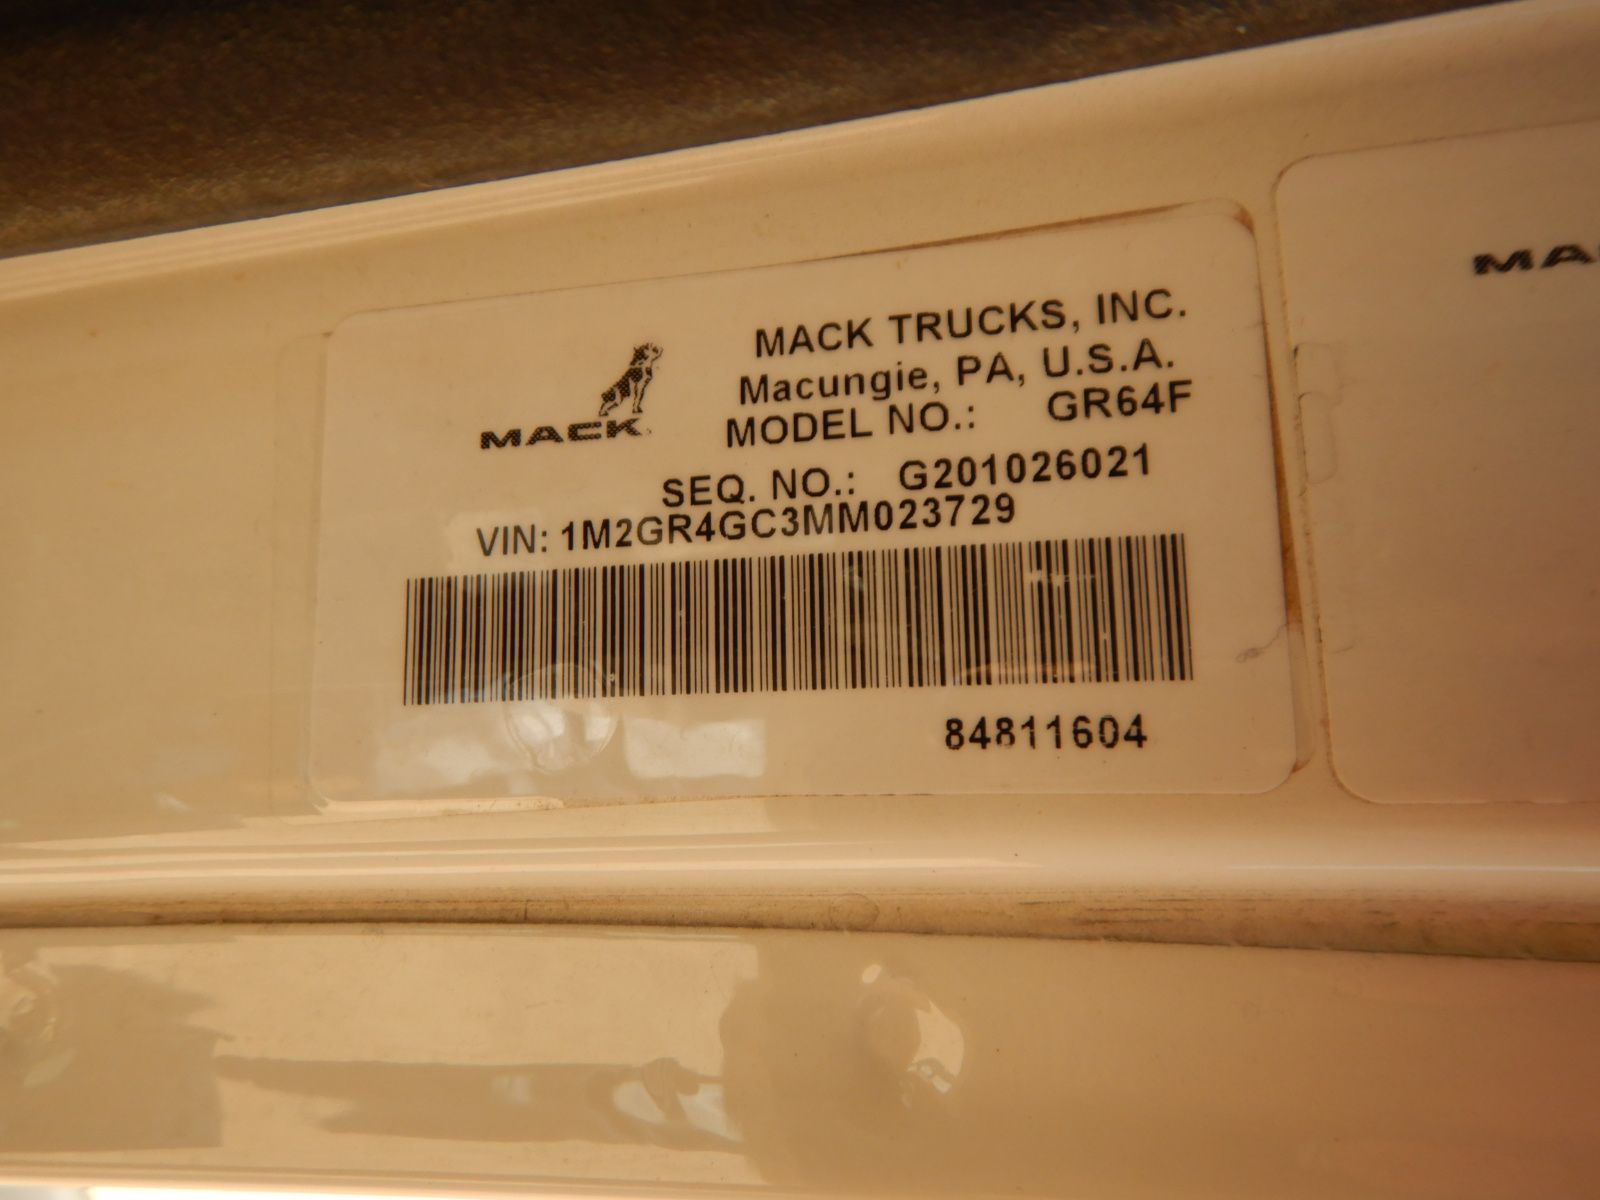 MACK TRUCKS, INC.
Macungie, PA, U.S.A.
MACK
MODEL NO.: GR64F
SEQ. NO.: G201026021
VIN: 1M2GR4GC3MM023729
84811604